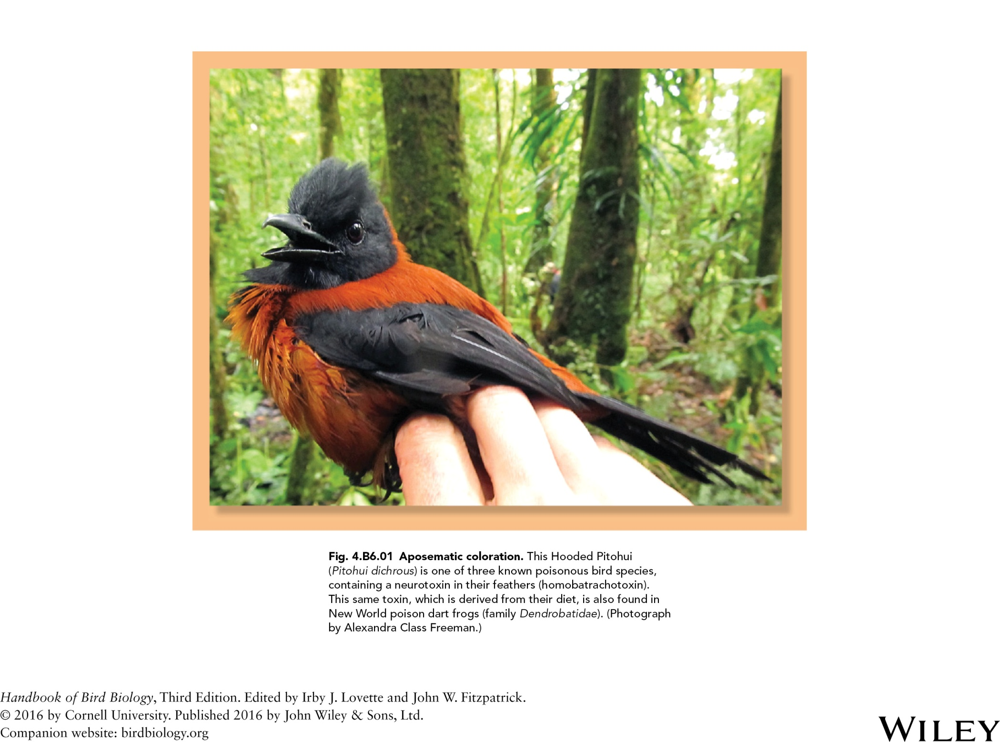 Fig. 4.B6.01 Aposematic coloration. This Hooded Pitohui
(Pitohui dichrous) is one of three known poisonous bird species,
containing a neurotoxin in their feathers (homobatrachotoxin).
This same toxin, which is derived from their diet, is also found in
New World poison dart frogs (family Dendrobatidae). (Photograph
by Alexandra Class Freeman.)
Handbook of Bird Biology, Third Edition. Edited by Irby J. Lovette and John W. Fitzpatrick.
© 2016 by Cornell University. Published 2016 by John Wiley & Sons, Ltd.
Companion website: birdbiology.org
WILEY